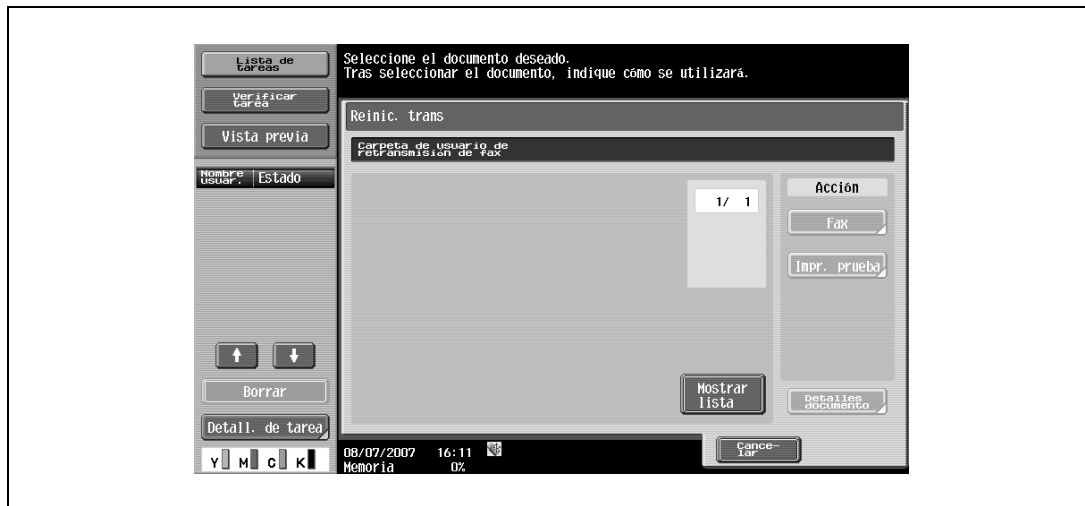 Lista de
tareas
Verificar
tarea
Vista previa
Nombre
usuar.
Estado
Borrar
Detall. de tarea
Y M C K
Seleccione el documento deseado.
Tras seleccionar el documento, indique cómo se utilizará.
Reinic. trans
Carpeta de usuario de
retransmisión de fax
1/ 1
Mostrar
lista
Acción
Fax
Impr. prueba
Detalles
documento
Cance-
lar
08/07/2007 16:11
Memoria 0%